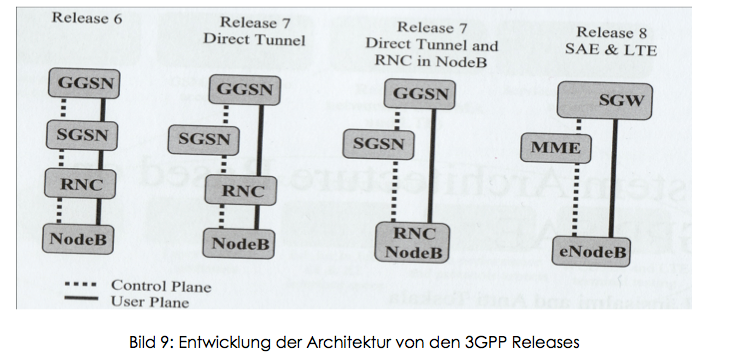 Release 6
GGSN
SGSN
RNC
NodeB
Release 7
Direct Tunnel
GGSN
SGSN
RNC
NodeB
Release 7
Direct Tunnel and
RNC in NodeB
GGSN
SGSN
RNC
NodeB
Release 8
SAE & LTE
SGW
MME
eNodeB
Control Plane
User Plane
Bild 9: Entwicklung der Architektur von den 3GPP Releases